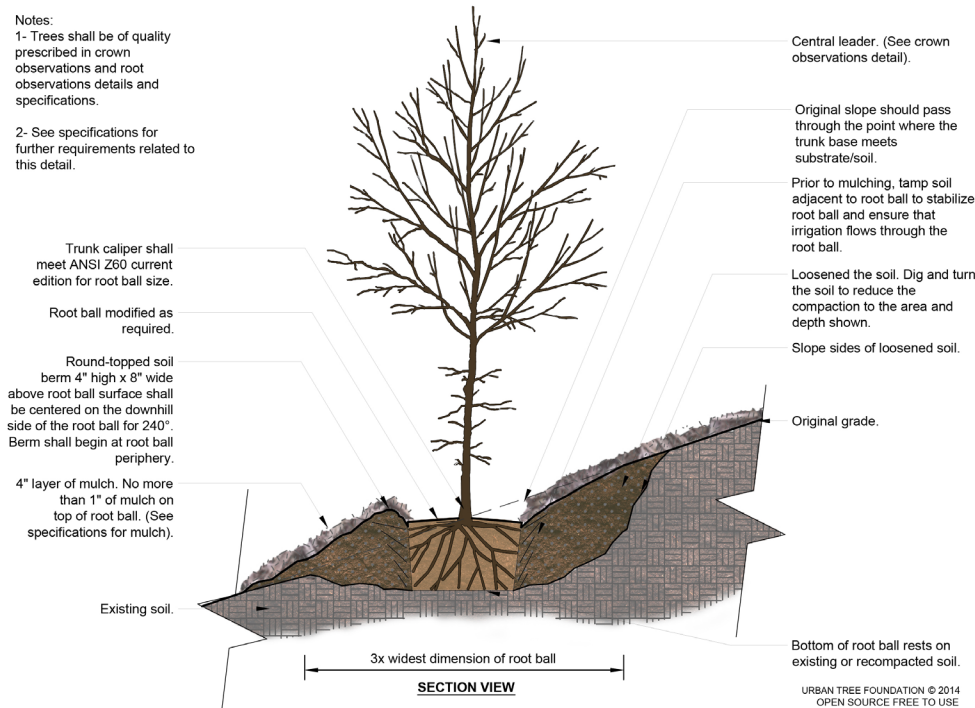 Notes:
1- Trees shall be of quality
prescribed in crown
observations and root
observations details and
specifications.
2- See specifications for
further requirements related to
this detail.
Trunk caliper shall
meet ANSI Z60 current
edition for root ball size.
Root ball modified as
required.
Round-topped soil
berm 4" high x 8" wide
above root ball surface shall
be centered on the downhill
side of the root ball for 240°.
Berm shall begin at root ball
periphery.
4" layer of mulch. No more
than 1" of mulch on
top of root ball. (See
specifications for mulch).
Existing soil.
Central leader. (See crown
observations detail).
Original slope should pass
through the point where the
trunk base meets
substrate/soil.
Prior to mulching, tamp soil
adjacent to root ball to stabilize
root ball and ensure that
irrigation flows through the
root ball.
Loosened the soil. Dig and turn
the soil to reduce the
compaction to the area and
depth shown.
Slope sides of loosened soil.
Original grade.
Bottom of root ball rests on
existing or recompacted soil.
3x widest dimension of root ball
SECTION VIEW
URBAN TREE FOUNDATION © 2014
OPEN SOURCE FREE TO USE